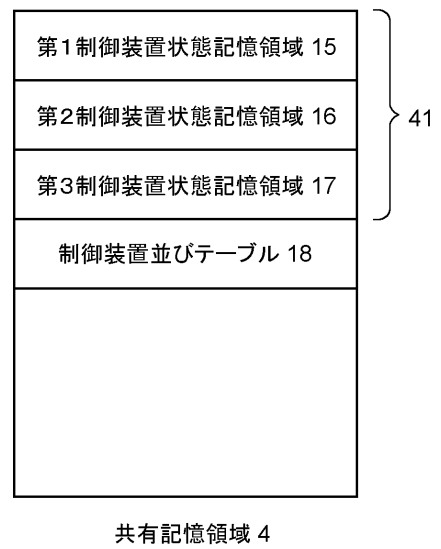 第1制御装置状態記憶領域 15
第2制御装置状態記憶領域 16
第3制御装置状態記憶領域 17
41
制御装置並びテーブル 18
共有記憶領域 4